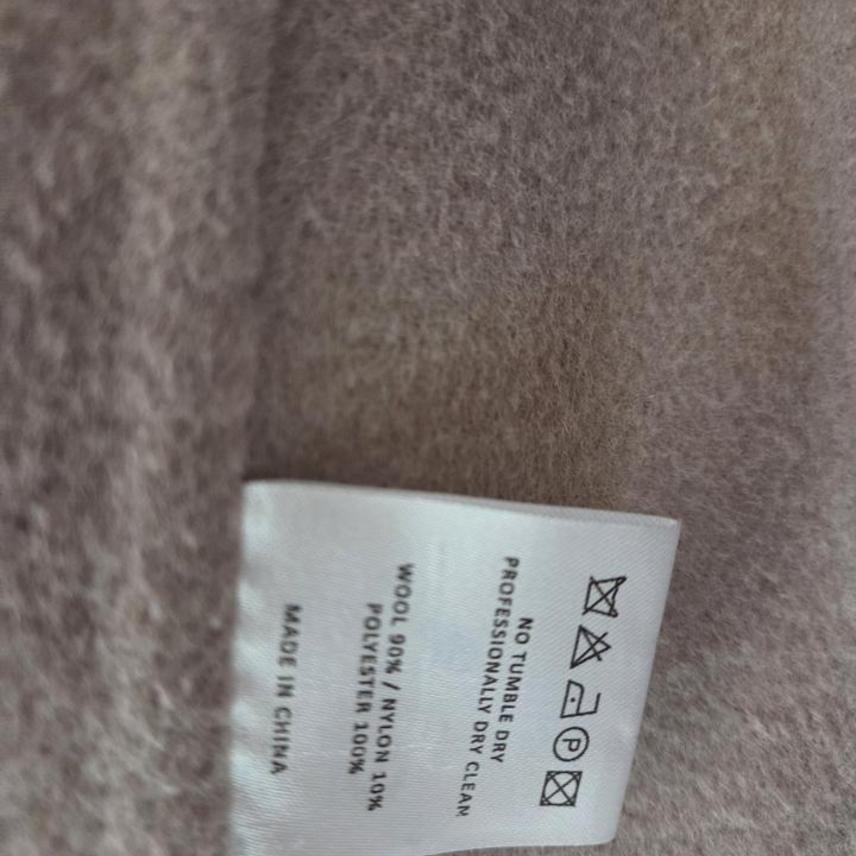 P
NO TUMBLE DRY
PROFESSIONALLY DRY CLEAN
WOOL 90% / NYLON 10%
POLYESTER 100%
MADE IN CHINA